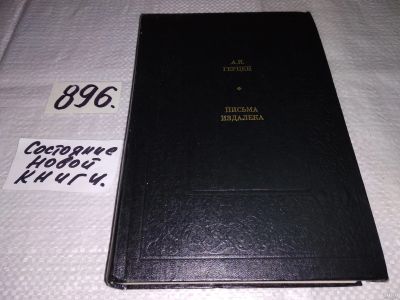 896.
Состояние
новой
книги.
А.И.
ГЕРЦЕН
ПИСЬМА
ИЗДАЛЕКА